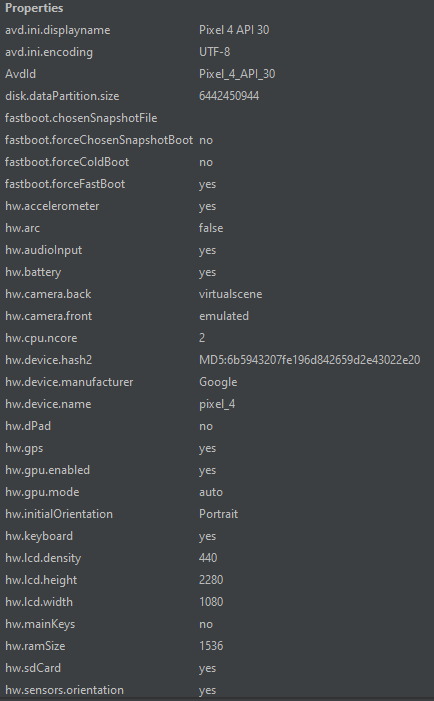 Properties
avd.ini.displayname Pixel 4 API 30
avd.ini.encoding UTF-8
AvdId Pixel_4_API_30
disk.dataPartition.size 6442450944
fastboot.chosenSnapshotFile
fastboot.forceChosenSnapshotBoot no
fastboot.forceColdBoot no
fastboot.forceFastBoot yes
hw.accelerometer yes
hw.arc false
hw.audioInput yes
hw.battery yes
hw.camera.back virtualscene
hw.camera.front emulated
hw.cpu.ncore 2
hw.device.hash2 MD5:6b5943207fe196d842659d2e43022e20
hw.device.manufacturer Google
hw.device.name pixel_4
hw.dPad no
hw.gps yes
hw.gpu.enabled yes
hw.gpu.mode auto
hw.initialOrientation Portrait
hw.keyboard yes
hw.lcd.density 440
hw.lcd.height 2280
hw.lcd.width 1080
hw.mainKeys no
hw.ramSize 1536
hw.sdCard yes
hw.sensors.orientation yes